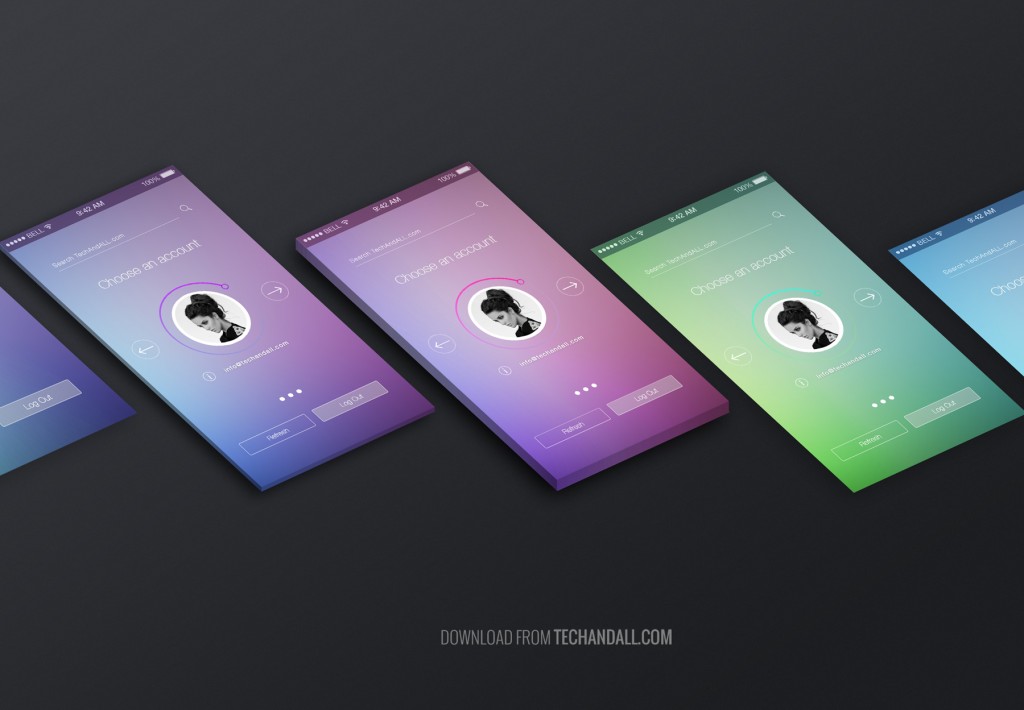 Log Out
BELL 9:42 AM 100%
Search TechAndALL.com
Choose an account
info@techandall.com
Refresh Log Out
BELL 9:42 AM 100%
Search TechAndALL.com
Choose an account
info@techandall.com
Refresh Log Out
BELL 9:42 AM 100%
Search TechAndALL.com
Choose an account
info@techandall.com
Refresh Log Out
BELL 9:42 AM
Search TechAndALL.com
DOWNLOAD FROM TECHANDALL.COM